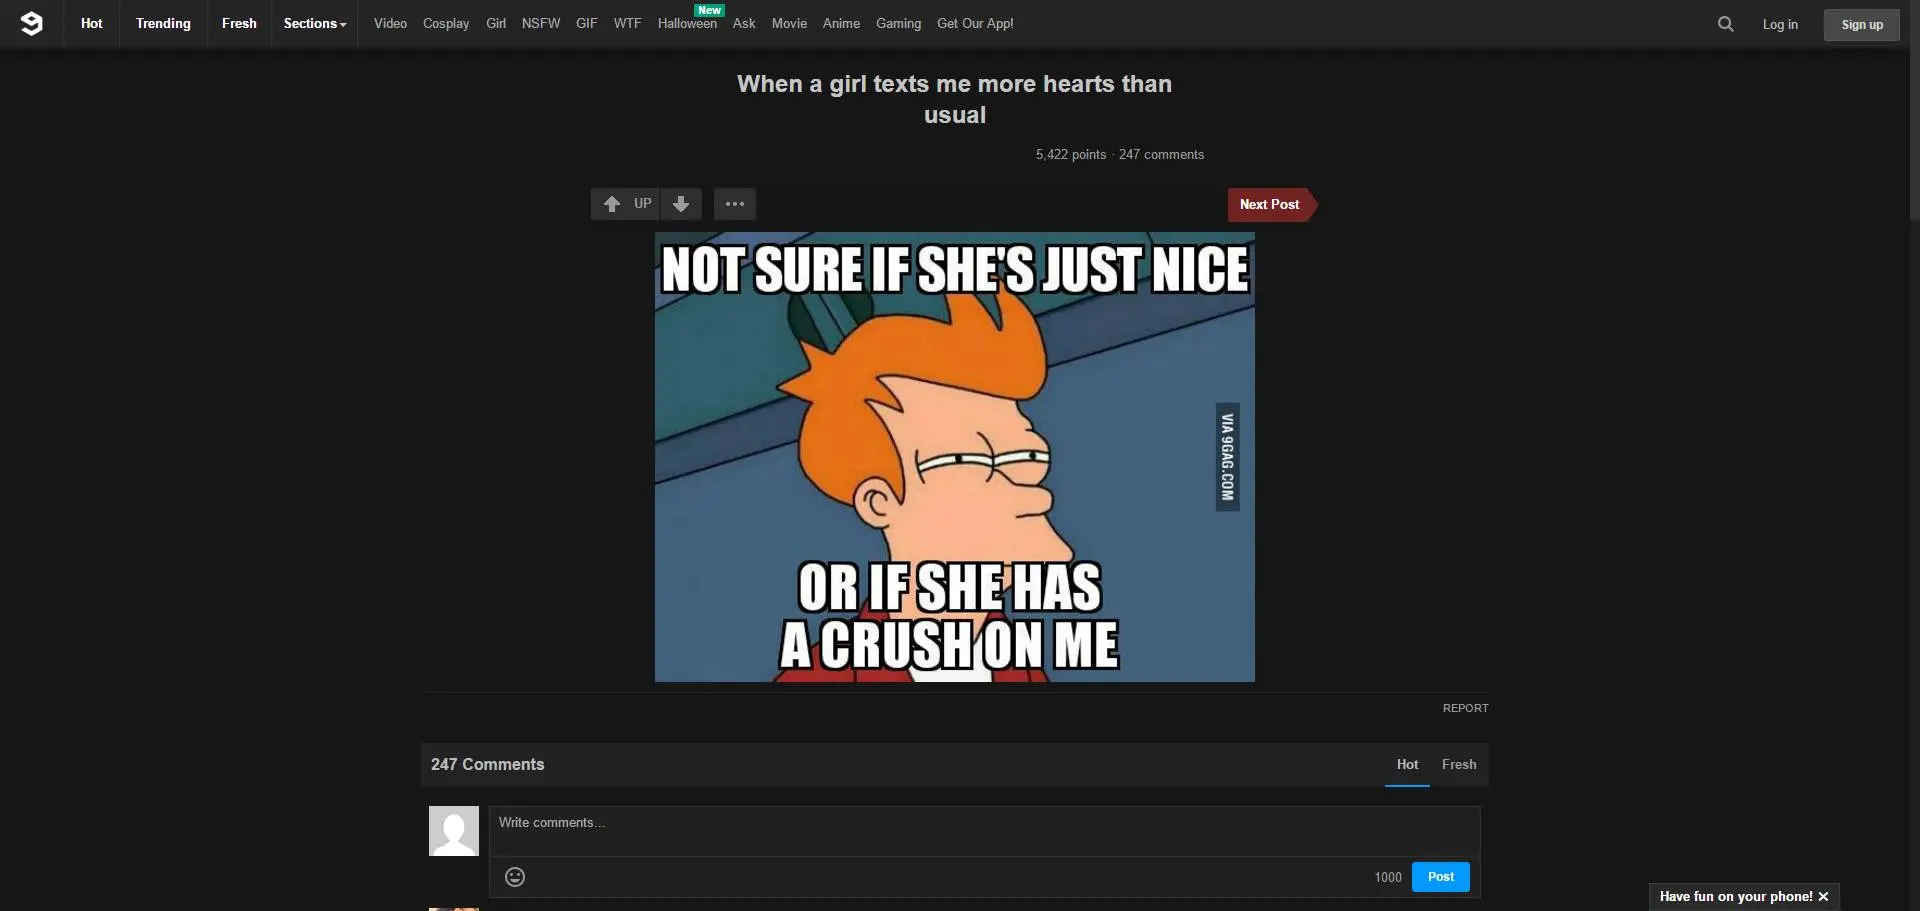 Hot Trending Fresh Sections Video Cosplay Girl NSFW GIF WTF Halloween New Ask Movie Anime Gaming Get Our App! Log in Sign up
When a girl texts me more hearts than
usual
5,422 points · 247 comments
UP ••• Next Post
NOT SURE IF SHE'S JUST NICE
VIA 9GAG.COM
OR IF SHE HAS
A CRUSH ON ME
REPORT
247 Comments Hot Fresh
Write comments...
1000 Post
Have fun on your phone! ✕